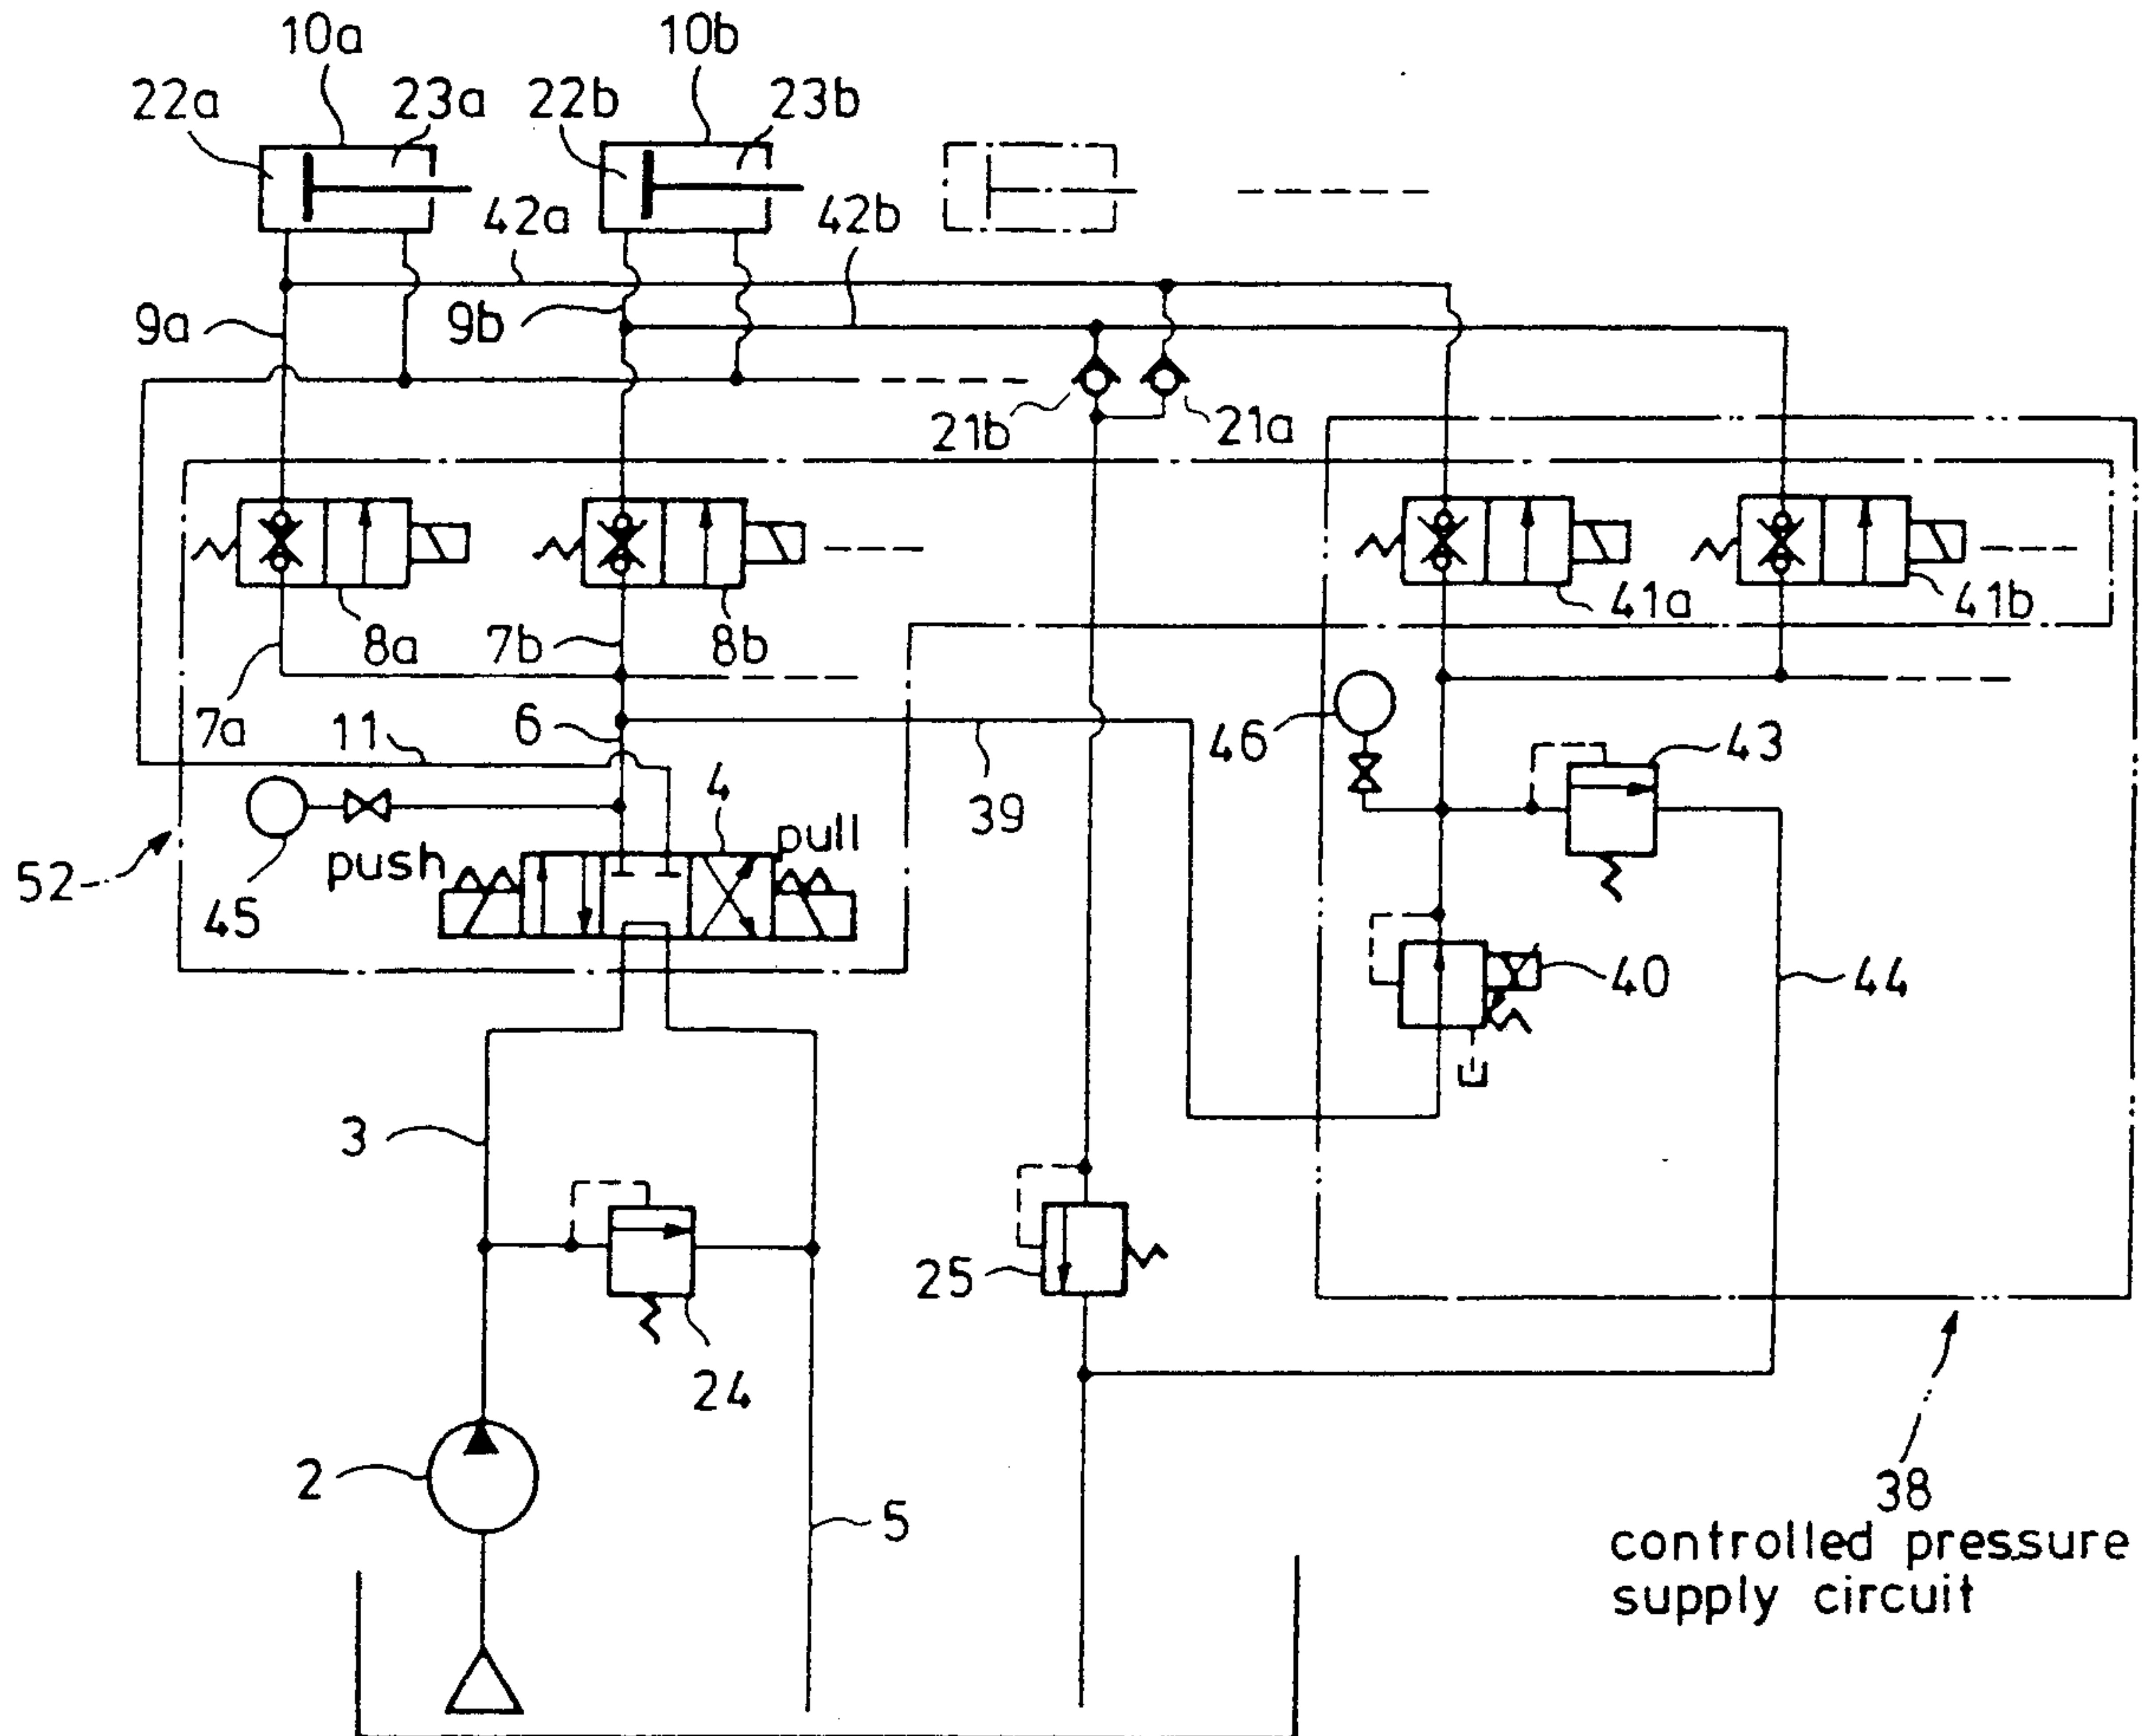 10a
10b
22a
23a
22b
23b
42a
42b
9a
9b
21b
21a
8a
7b
8b
41a
41b
7a
11
6
4
39
46
43
52
45
push
pull
40
44
3
25
24
2
5
38
controlled pressure
supply circuit